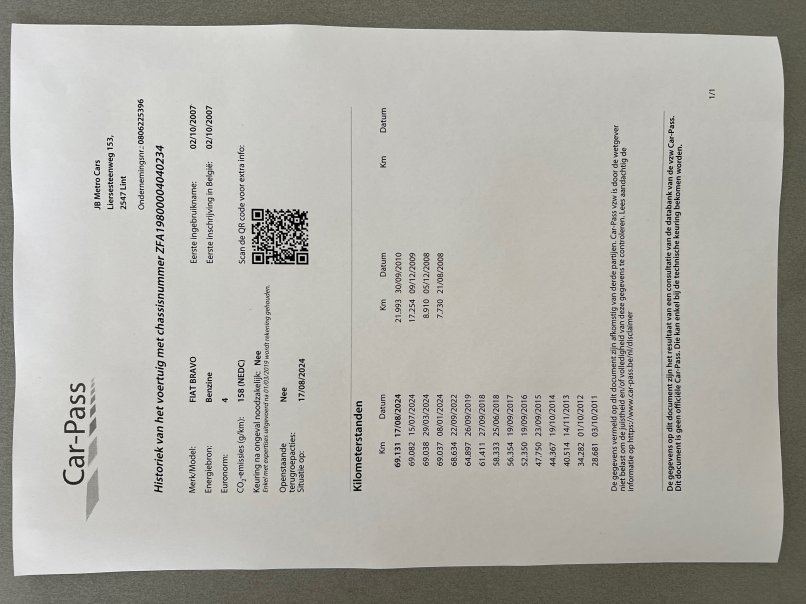 Car-Pass
JB Metro Cars
Liersesteenweg 153,
2547 Lint
Ondernemingsnr.: 0806225396
Historiek van het voertuig met chassisnummer ZFA19800004040234
Merk/Model: FIAT BRAVO
Eerste ingebruikname: 02/10/2007
Energiebron: Benzine
Eerste inschrijving in België: 02/10/2007
Euronorm: 4
CO₂-emissies (g/km): 158 (NEDC)
Scan de QR code voor extra info:
Keuring na ongeval noodzakelijk: Nee
Enkel met expertises uitgevoerd na 01/03/2019 wordt rekening gehouden.
Openstaande Nee
terugroepacties:
Situatie op: 17/08/2024
Kilometerstanden
Km Datum Km Datum Km Datum
69.131 17/08/2024 21.993 30/09/2010
69.082 15/07/2024 17.254 09/12/2009
69.038 29/03/2024 8.910 05/12/2008
69.037 08/01/2024 7.730 21/08/2008
68.634 22/09/2022
64.897 26/09/2019
61.411 27/09/2018
58.333 25/06/2018
56.354 19/09/2017
52.350 19/09/2016
47.750 23/09/2015
44.367 19/10/2014
40.514 14/11/2013
34.282 01/10/2012
28.681 03/10/2011
De gegevens vermeld op dit document zijn afkomstig van derde partijen. Car-Pass vzw is door de wetgever
niet belast om de juistheid en/of volledigheid van deze gegevens te controleren. Lees aandachtig de
informatie op https://www.car-pass.be/nl/disclaimer
De gegevens op dit document zijn het resultaat van een consultatie van de databank van de vzw Car-Pass.
Dit document is geen officiële Car-Pass. Die kan enkel bij de technische keuring bekomen worden.
1/1